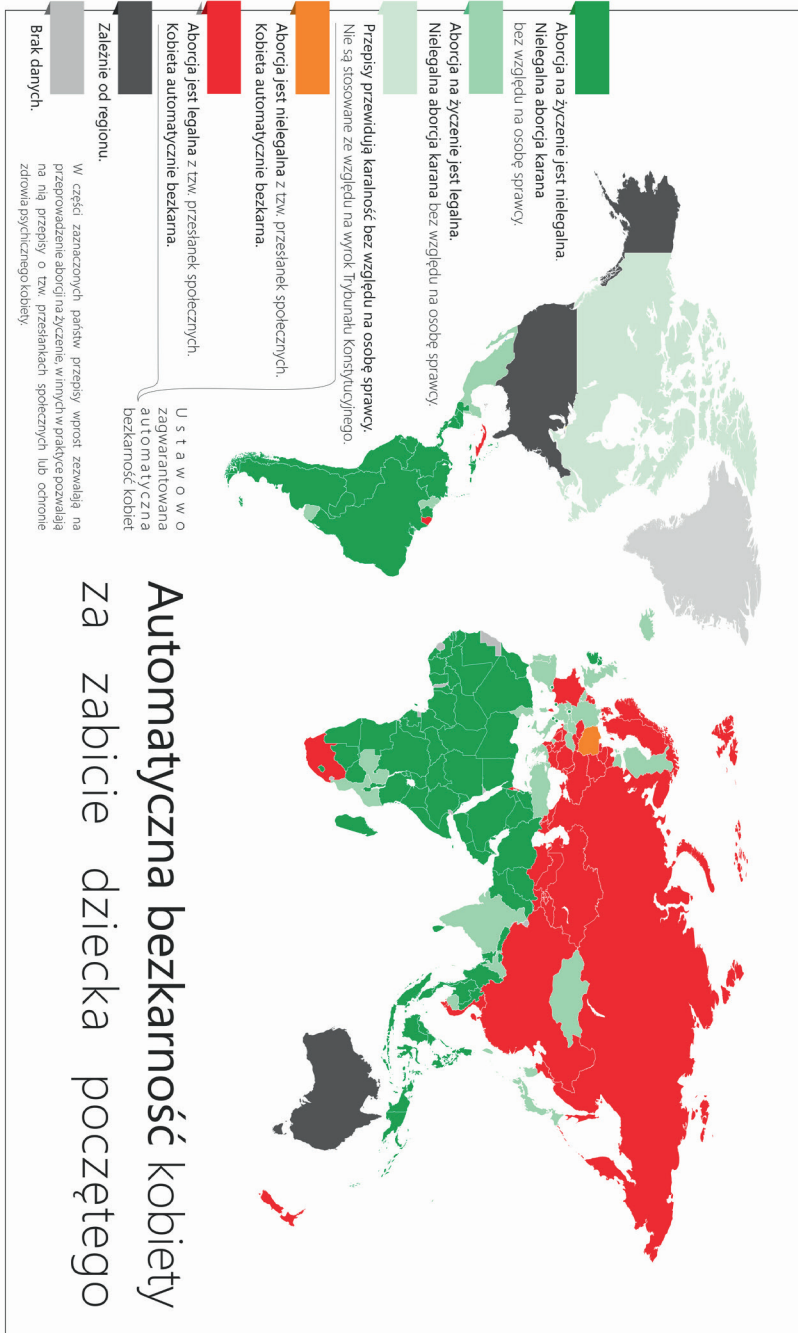 Automatyczna bezkarność kobiety
za zabicie dziecka poczętego
Aborcja na życzenie jest nielegalna.
Nielegalna aborcja karana
bez względu na osobę sprawcy.
Aborcja na życzenie jest legalna.
Nielegalna aborcja karana bez względu na osobę sprawcy.
Przepisy przewidują karalność bez względu na osobę sprawcy.
Nie są stosowane ze względu na wyrok Trybunału Konstytucyjnego.
Aborcja jest nielegalna z tzw. przesłanek społecznych.
Kobieta automatycznie bezkarna.
Aborcja jest legalna z tzw. przesłanek społecznych.
Kobieta automatycznie bezkarna.
Ustawowo
zagwarantowana
automatyczna
bezkarność kobiet
Zależnie od regionu.
Brak danych.
W części zaznaczonych państw przepisy wprost zezwalają na
przeprowadzenie aborcji na życzenie, w innych w praktyce pozwalają
na nią przepisy o tzw. przesłankach społecznych lub ochronie
zdrowia psychicznego kobiety.